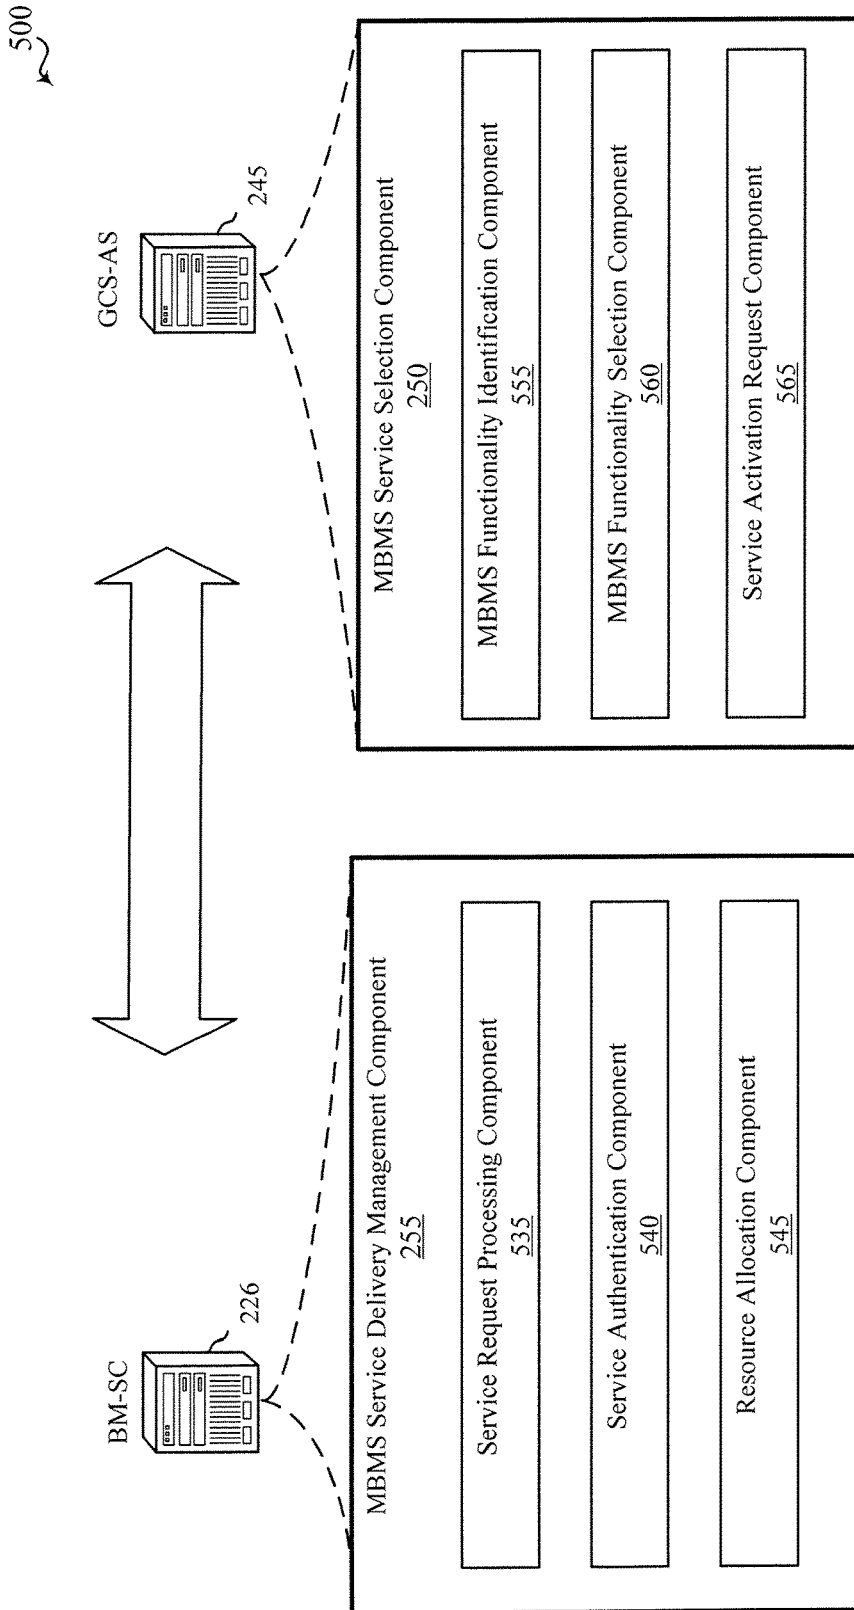 500
BM-SC
226
MBMS Service Delivery Management Component
255
Service Request Processing Component
535
Service Authentication Component
540
Resource Allocation Component
545
GCS-AS
245
MBMS Service Selection Component
250
MBMS Functionality Identification Component
555
MBMS Functionality Selection Component
560
Service Activation Request Component
565